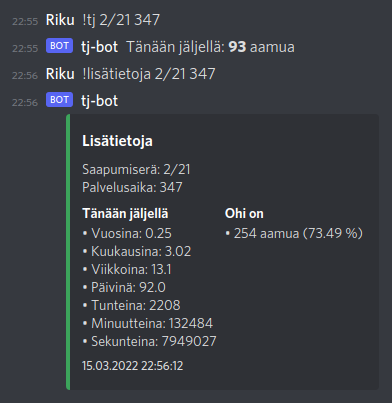 22:55 Riku !tj 2/21 347
22:55 BOT tj-bot Tänään jäljellä: 93 aamua
22:56 Riku !lisätietoja 2/21 347
22:56 BOT tj-bot
Lisätietoja
Saapumiserä: 2/21
Palvelusaika: 347
Tänään jäljellä
• Vuosina: 0.25
• Kuukausina: 3.02
• Viikkoina: 13.1
• Päivinä: 92.0
• Tunteina: 2208
• Minuutteina: 132484
• Sekunteina: 7949027
Ohi on
• 254 aamua (73.49 %)
15.03.2022 22:56:12